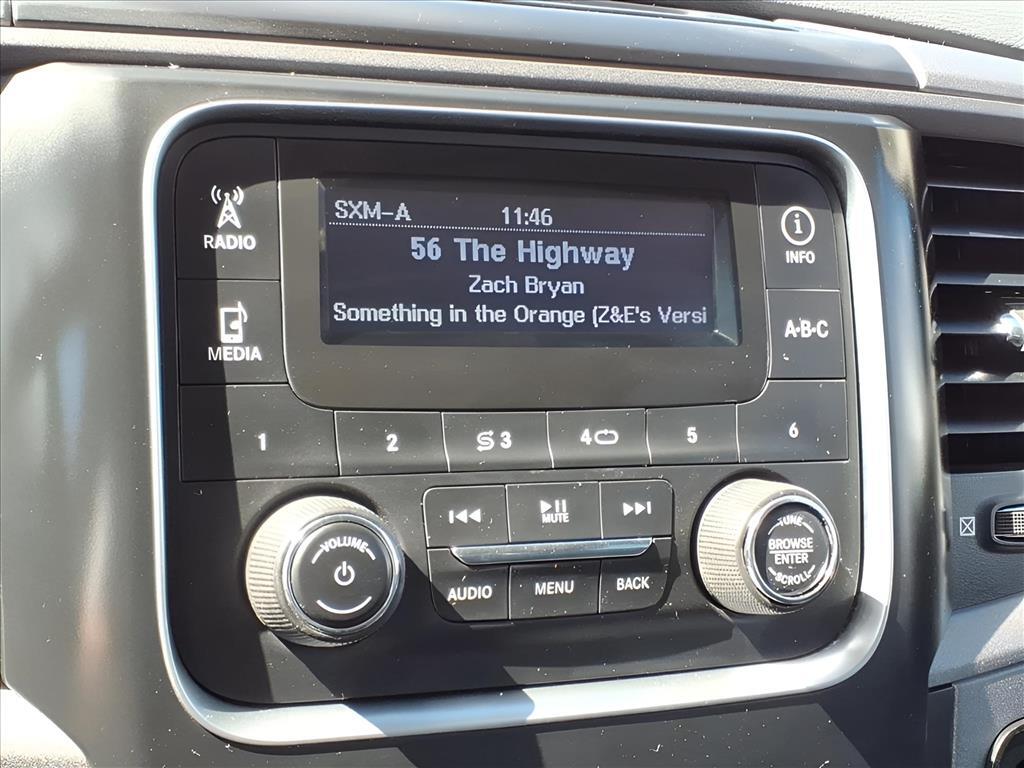 SXM-A 11:46
56 The Highway
Zach Bryan
Something in the Orange (Z&E's Versi
RADIO
INFO
MEDIA
A•B•C
1 2 3 4 5 6
VOLUME
MUTE
AUDIO MENU BACK
TUNE
BROWSE
ENTER
SCROLL